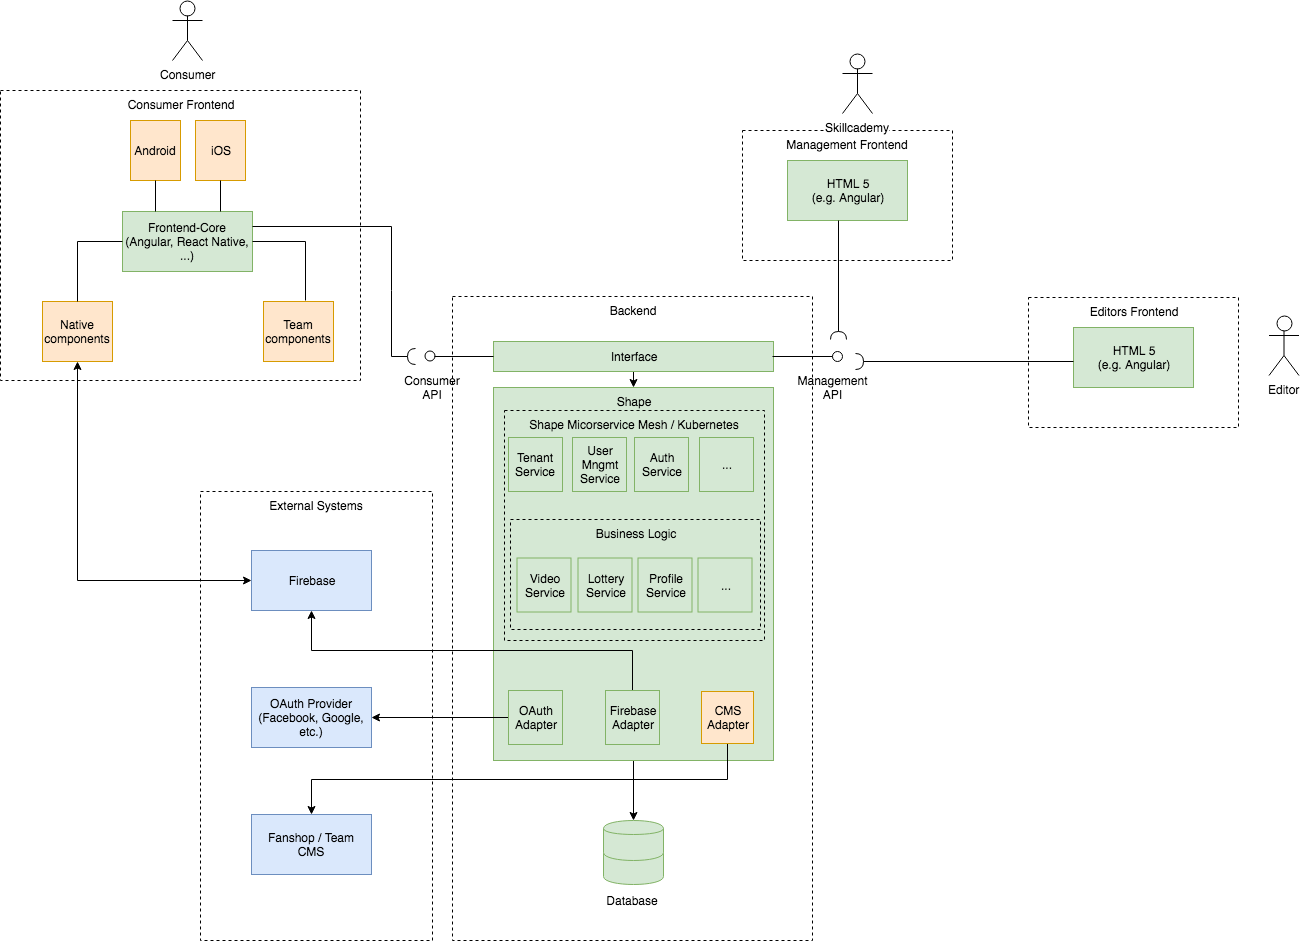 Consumer
Consumer Frontend
Android
iOS
Frontend-Core
(Angular, React Native,
...)
Native
components
Team
components
Skillcademy
Management Frontend
HTML 5
(e.g. Angular)
Editors Frontend
HTML 5
(e.g. Angular)
Editor
Backend
Interface
Consumer
API
Management
API
Shape
Shape Micorservice Mesh / Kubernetes
Tenant
Service
User
Mngmt
Service
Auth
Service
...
Business Logic
Video
Service
Lottery
Service
Profile
Service
...
OAuth
Adapter
Firebase
Adapter
CMS
Adapter
Database
External Systems
Firebase
OAuth Provider
(Facebook, Google,
etc.)
Fanshop / Team
CMS